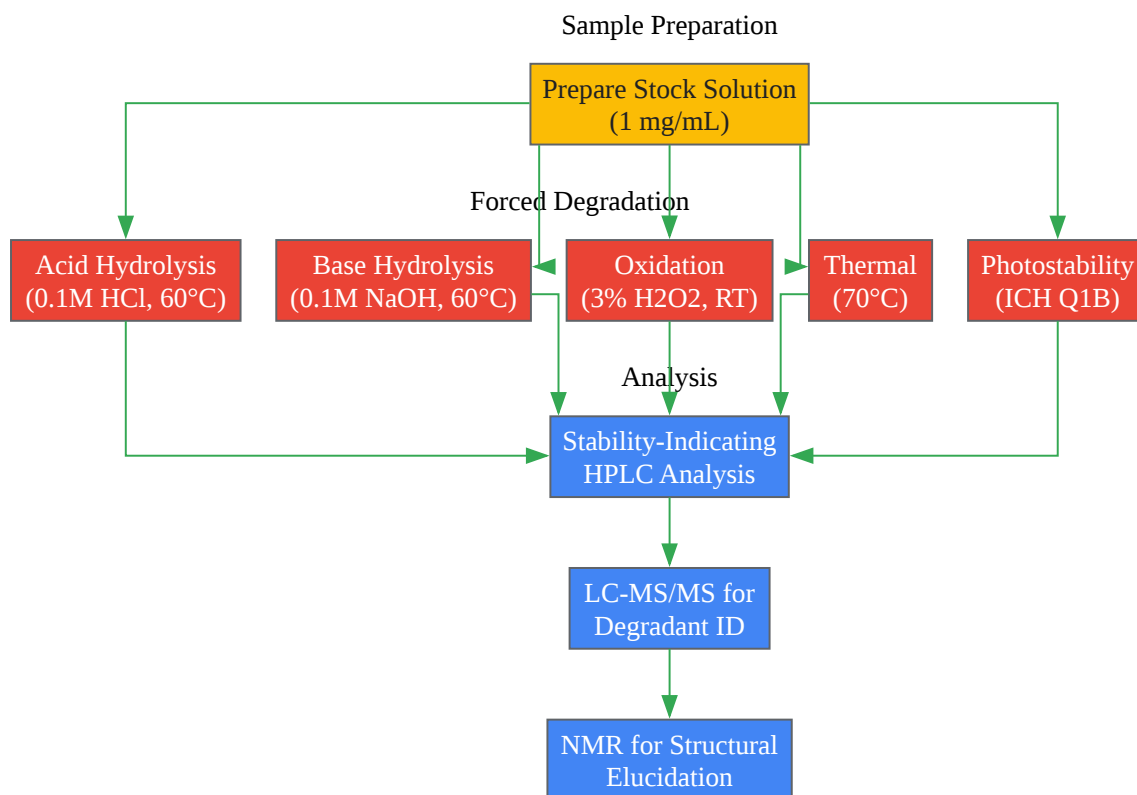 Sample Preparation
Prepare Stock Solution
(1 mg/mL)
Forced Degradation
Acid Hydrolysis
(0.1M HCl, 60°C)
Base Hydrolysis
(0.1M NaOH, 60°C)
Oxidation
(3% H2O2, RT)
Thermal
(70°C)
Photostability
(ICH Q1B)
Analysis
Stability-Indicating
HPLC Analysis
LC-MS/MS for
Degradant ID
NMR for Structural
Elucidation